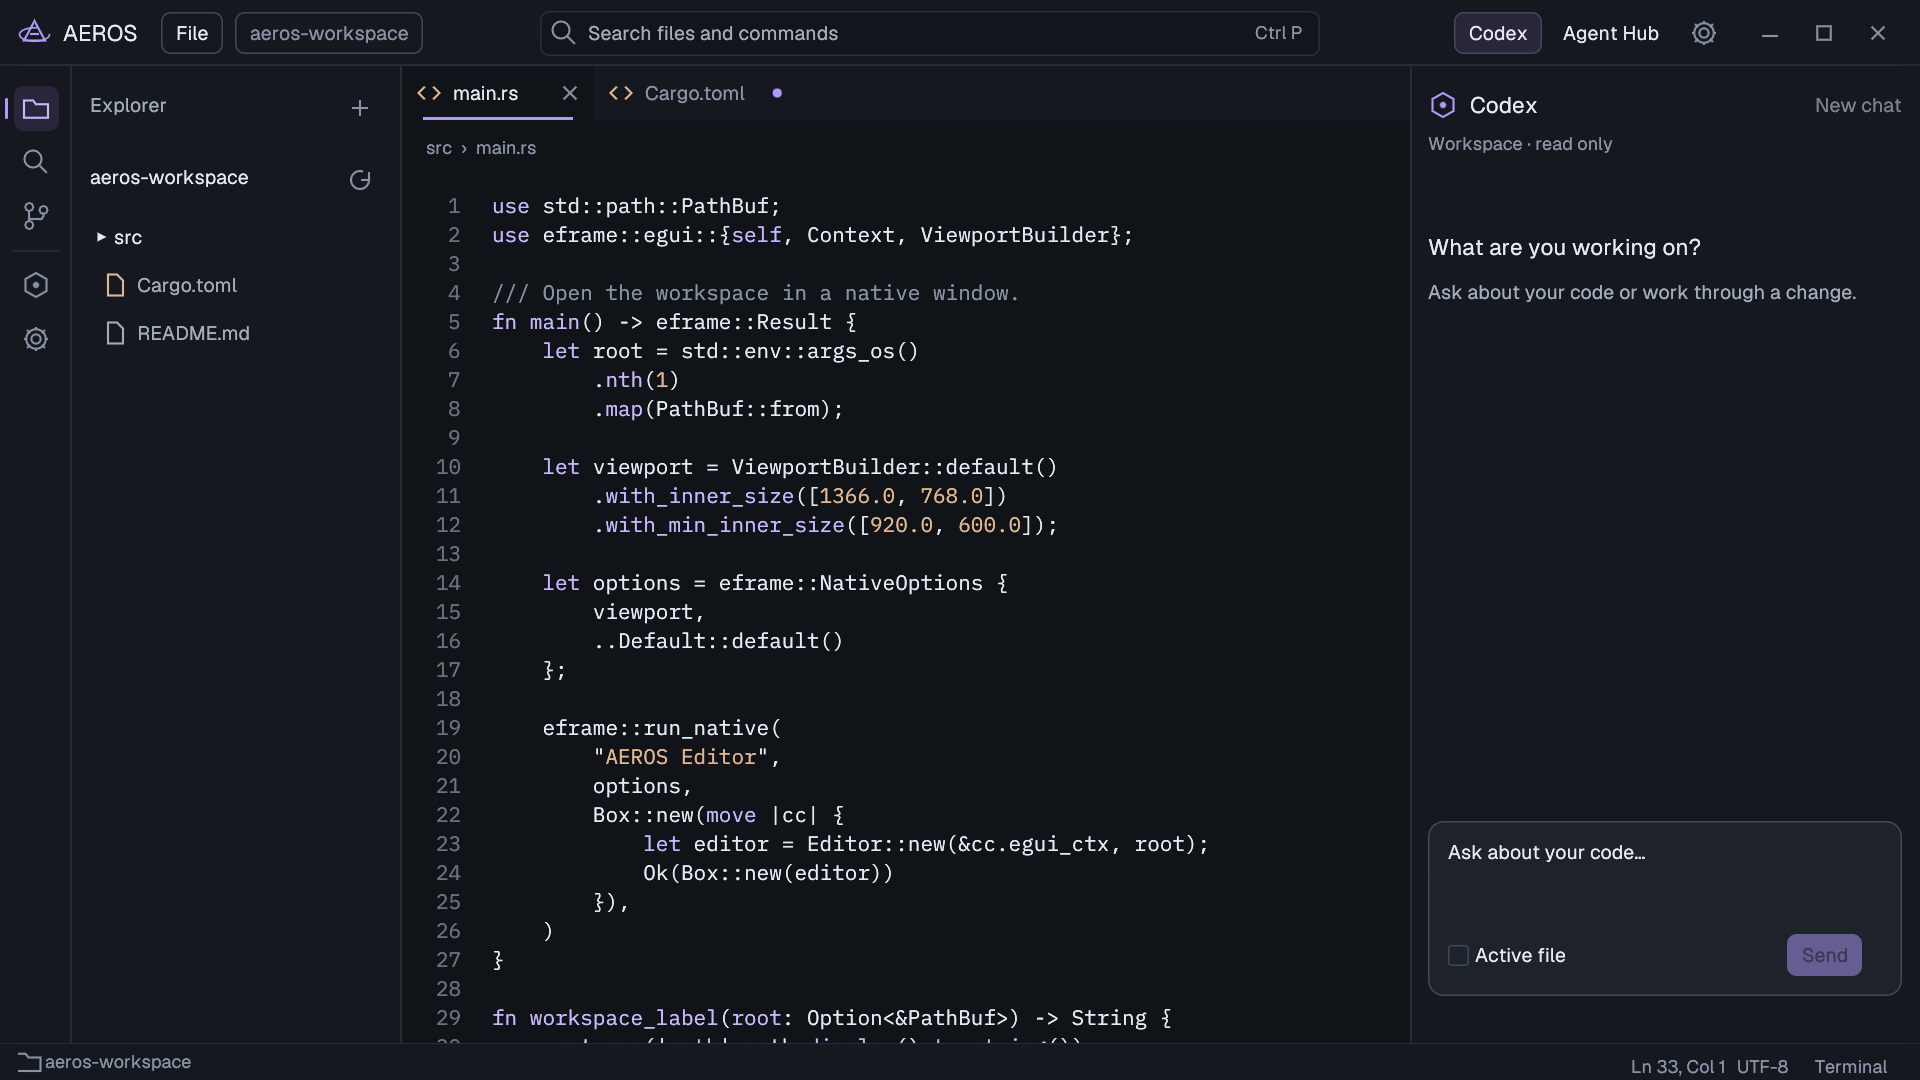 AEROS File aeros-workspace Search files and commands Ctrl P Codex Agent Hub
Explorer
aeros-workspace
src
Cargo.toml
README.md
main.rs Cargo.toml
src › main.rs
1 use std::path::PathBuf;
2 use eframe::egui::{self, Context, ViewportBuilder};
3
4 /// Open the workspace in a native window.
5 fn main() -> eframe::Result {
6     let root = std::env::args_os()
7         .nth(1)
8         .map(PathBuf::from);
9
10     let viewport = ViewportBuilder::default()
11         .with_inner_size([1366.0, 768.0])
12         .with_min_inner_size([920.0, 600.0]);
13
14     let options = eframe::NativeOptions {
15         viewport,
16         ..Default::default()
17     };
18
19     eframe::run_native(
20         "AEROS Editor",
21         options,
22         Box::new(move |cc| {
23             let editor = Editor::new(&cc.egui_ctx, root);
24             Ok(Box::new(editor))
25         }),
26     )
27 }
28
29 fn workspace_label(root: Option<&PathBuf>) -> String {
Codex New chat
Workspace · read only
What are you working on?
Ask about your code or work through a change.
Ask about your code…
Active file Send
aeros-workspace Ln 33, Col 1 UTF-8 Terminal